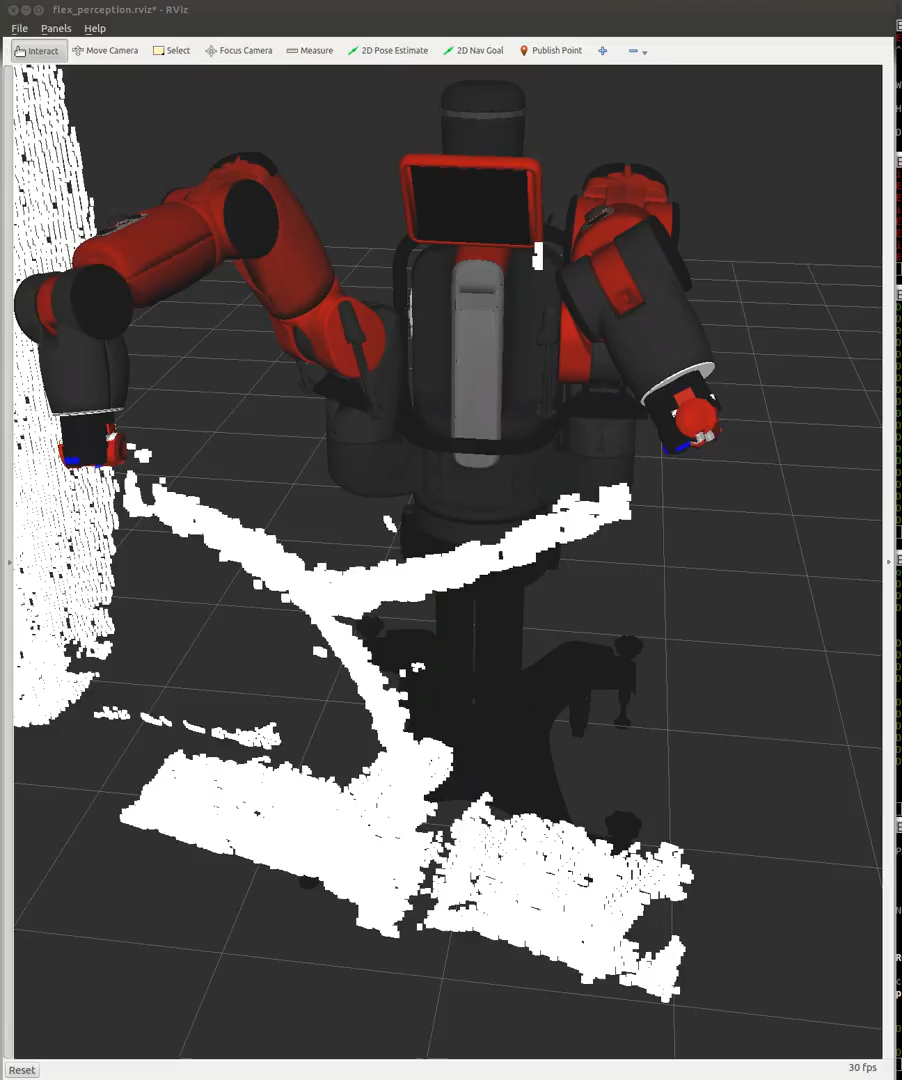 flex_perception.rviz* - RViz
File Panels Help
Interact Move Camera Select Focus Camera Measure 2D Pose Estimate 2D Nav Goal Publish Point
Reset 30 fps